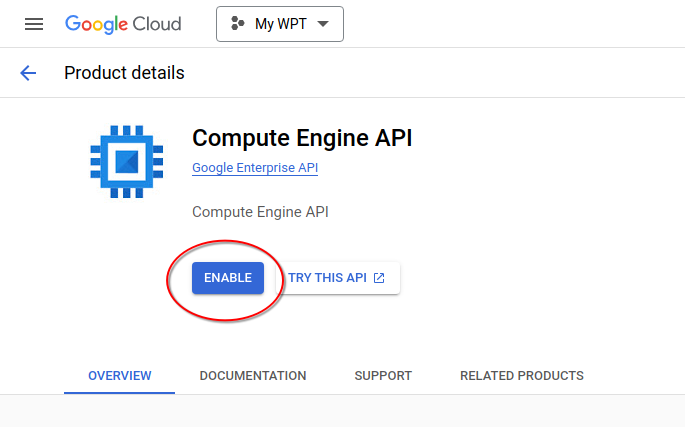 Google Cloud
My WPT
Product details
Compute Engine API
Google Enterprise API
Compute Engine API
ENABLE
TRY THIS API
OVERVIEW DOCUMENTATION SUPPORT RELATED PRODUCTS